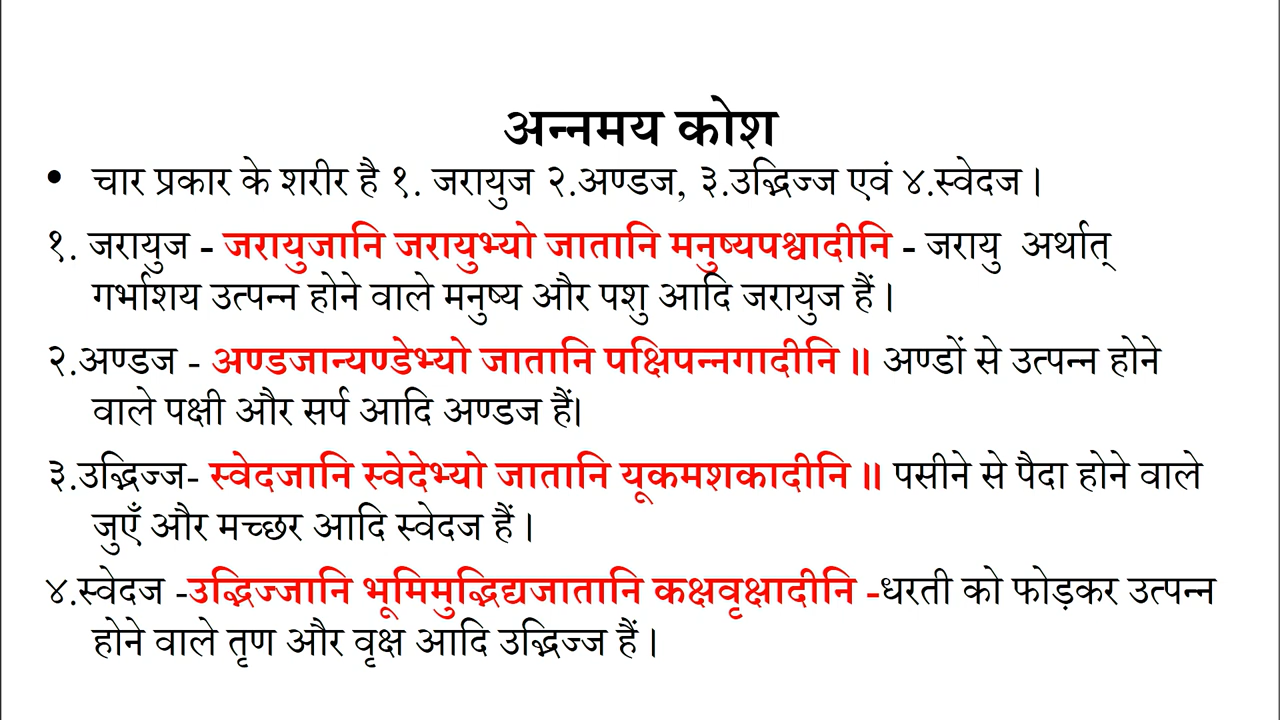 अन्नमय कोश
• चार प्रकार के शरीर है १. जरायुज २.अण्डज, ३.उद्भिज्ज एवं ४.स्वेदज।
१. जरायुज - जरायुजानि जरायुभ्यो जातानि मनुष्यपश्वादीनि - जरायु अर्थात्
गर्भाशय उत्पन्न होने वाले मनुष्य और पशु आदि जरायुज हैं।
२.अण्डज - अण्डजान्यण्डेभ्यो जातानि पक्षिपन्नगादीनि॥ अण्डों से उत्पन्न होने
वाले पक्षी और सर्प आदि अण्डज हैं।
३.उद्भिज्ज- स्वेदजानि स्वेदेभ्यो जातानि यूकमशकादीनि॥ पसीने से पैदा होने वाले
जुएँ और मच्छर आदि स्वेदज हैं।
४.स्वेदज -उद्भिज्जानि भूमिमुद्भिद्यजातानि कक्षवृक्षादीनि -धरती को फोड़कर उत्पन्न
होने वाले तृण और वृक्ष आदि उद्भिज्ज हैं।